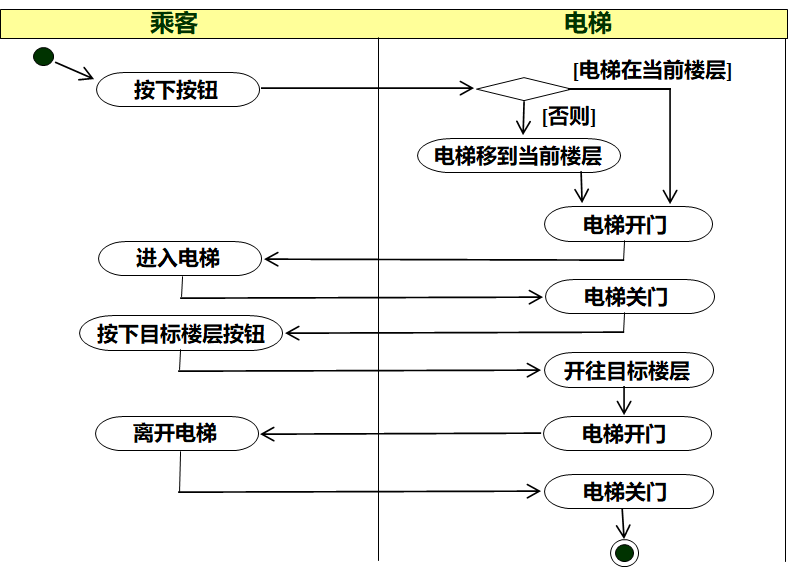 乘客
电梯
[电梯在当前楼层]
按下按钮
[否则]
电梯移到当前楼层
电梯开门
进入电梯
电梯关门
按下目标楼层按钮
开往目标楼层
离开电梯
电梯开门
电梯关门